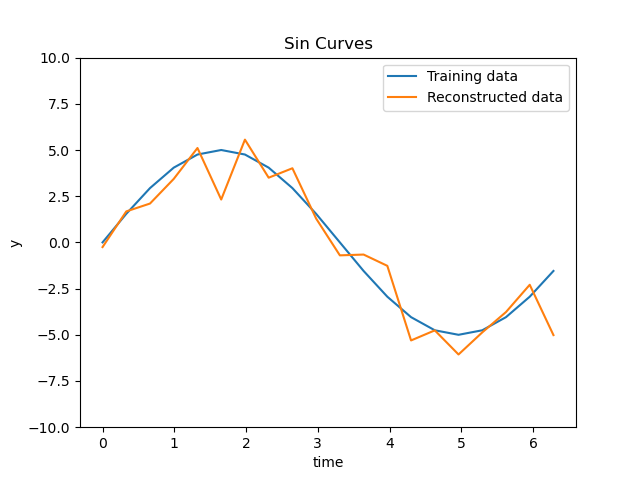 Sin Curves
Training data
Reconstructed data
10.0
7.5
5.0
2.5
0.0
−2.5
−5.0
−7.5
−10.0
y
0 1 2 3 4 5 6
time